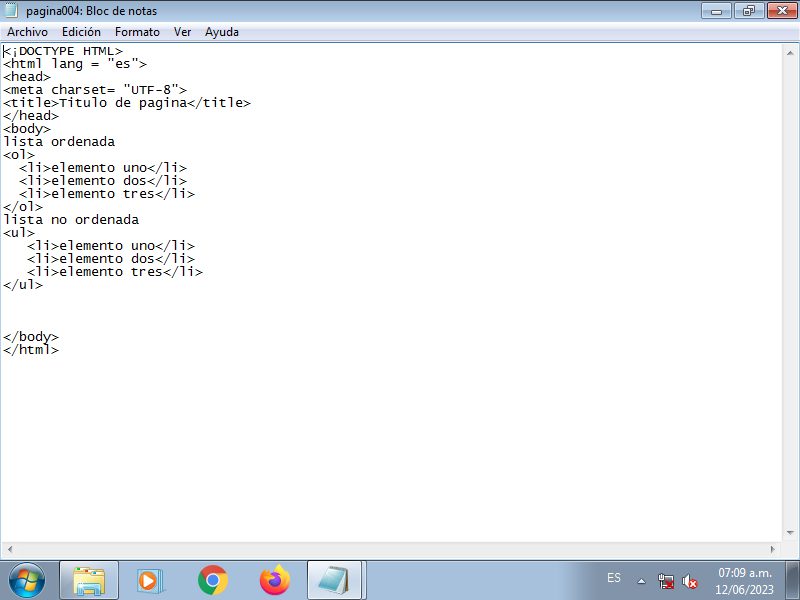 pagina004: Bloc de notas
Archivo Edición Formato Ver Ayuda
<¡DOCTYPE HTML>
<html lang = "es">
<head>
<meta charset= "UTF-8">
<title>Titulo de pagina</title>
</head>
<body>
lista ordenada
<ol>
  <li>elemento uno</li>
  <li>elemento dos</li>
  <li>elemento tres</li>
</ol>
lista no ordenada
<ul>
   <li>elemento uno</li>
   <li>elemento dos</li>
   <li>elemento tres</li>
</ul>
</body>
</html>
ES
07:09 a.m.
12/06/2023